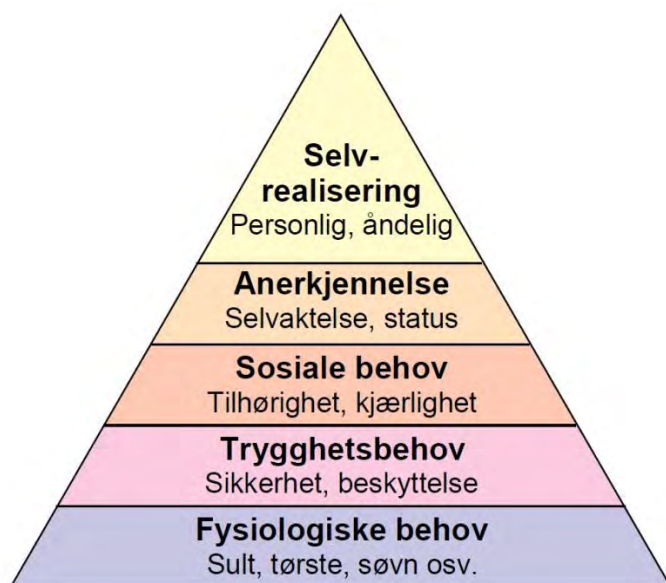 Selv-
realisering
Personlig, åndelig
Anerkjennelse
Selvaktelse, status
Sosiale behov
Tilhørighet, kjærlighet
Trygghetsbehov
Sikkerhet, beskyttelse
Fysiologiske behov
Sult, tørste, søvn osv.